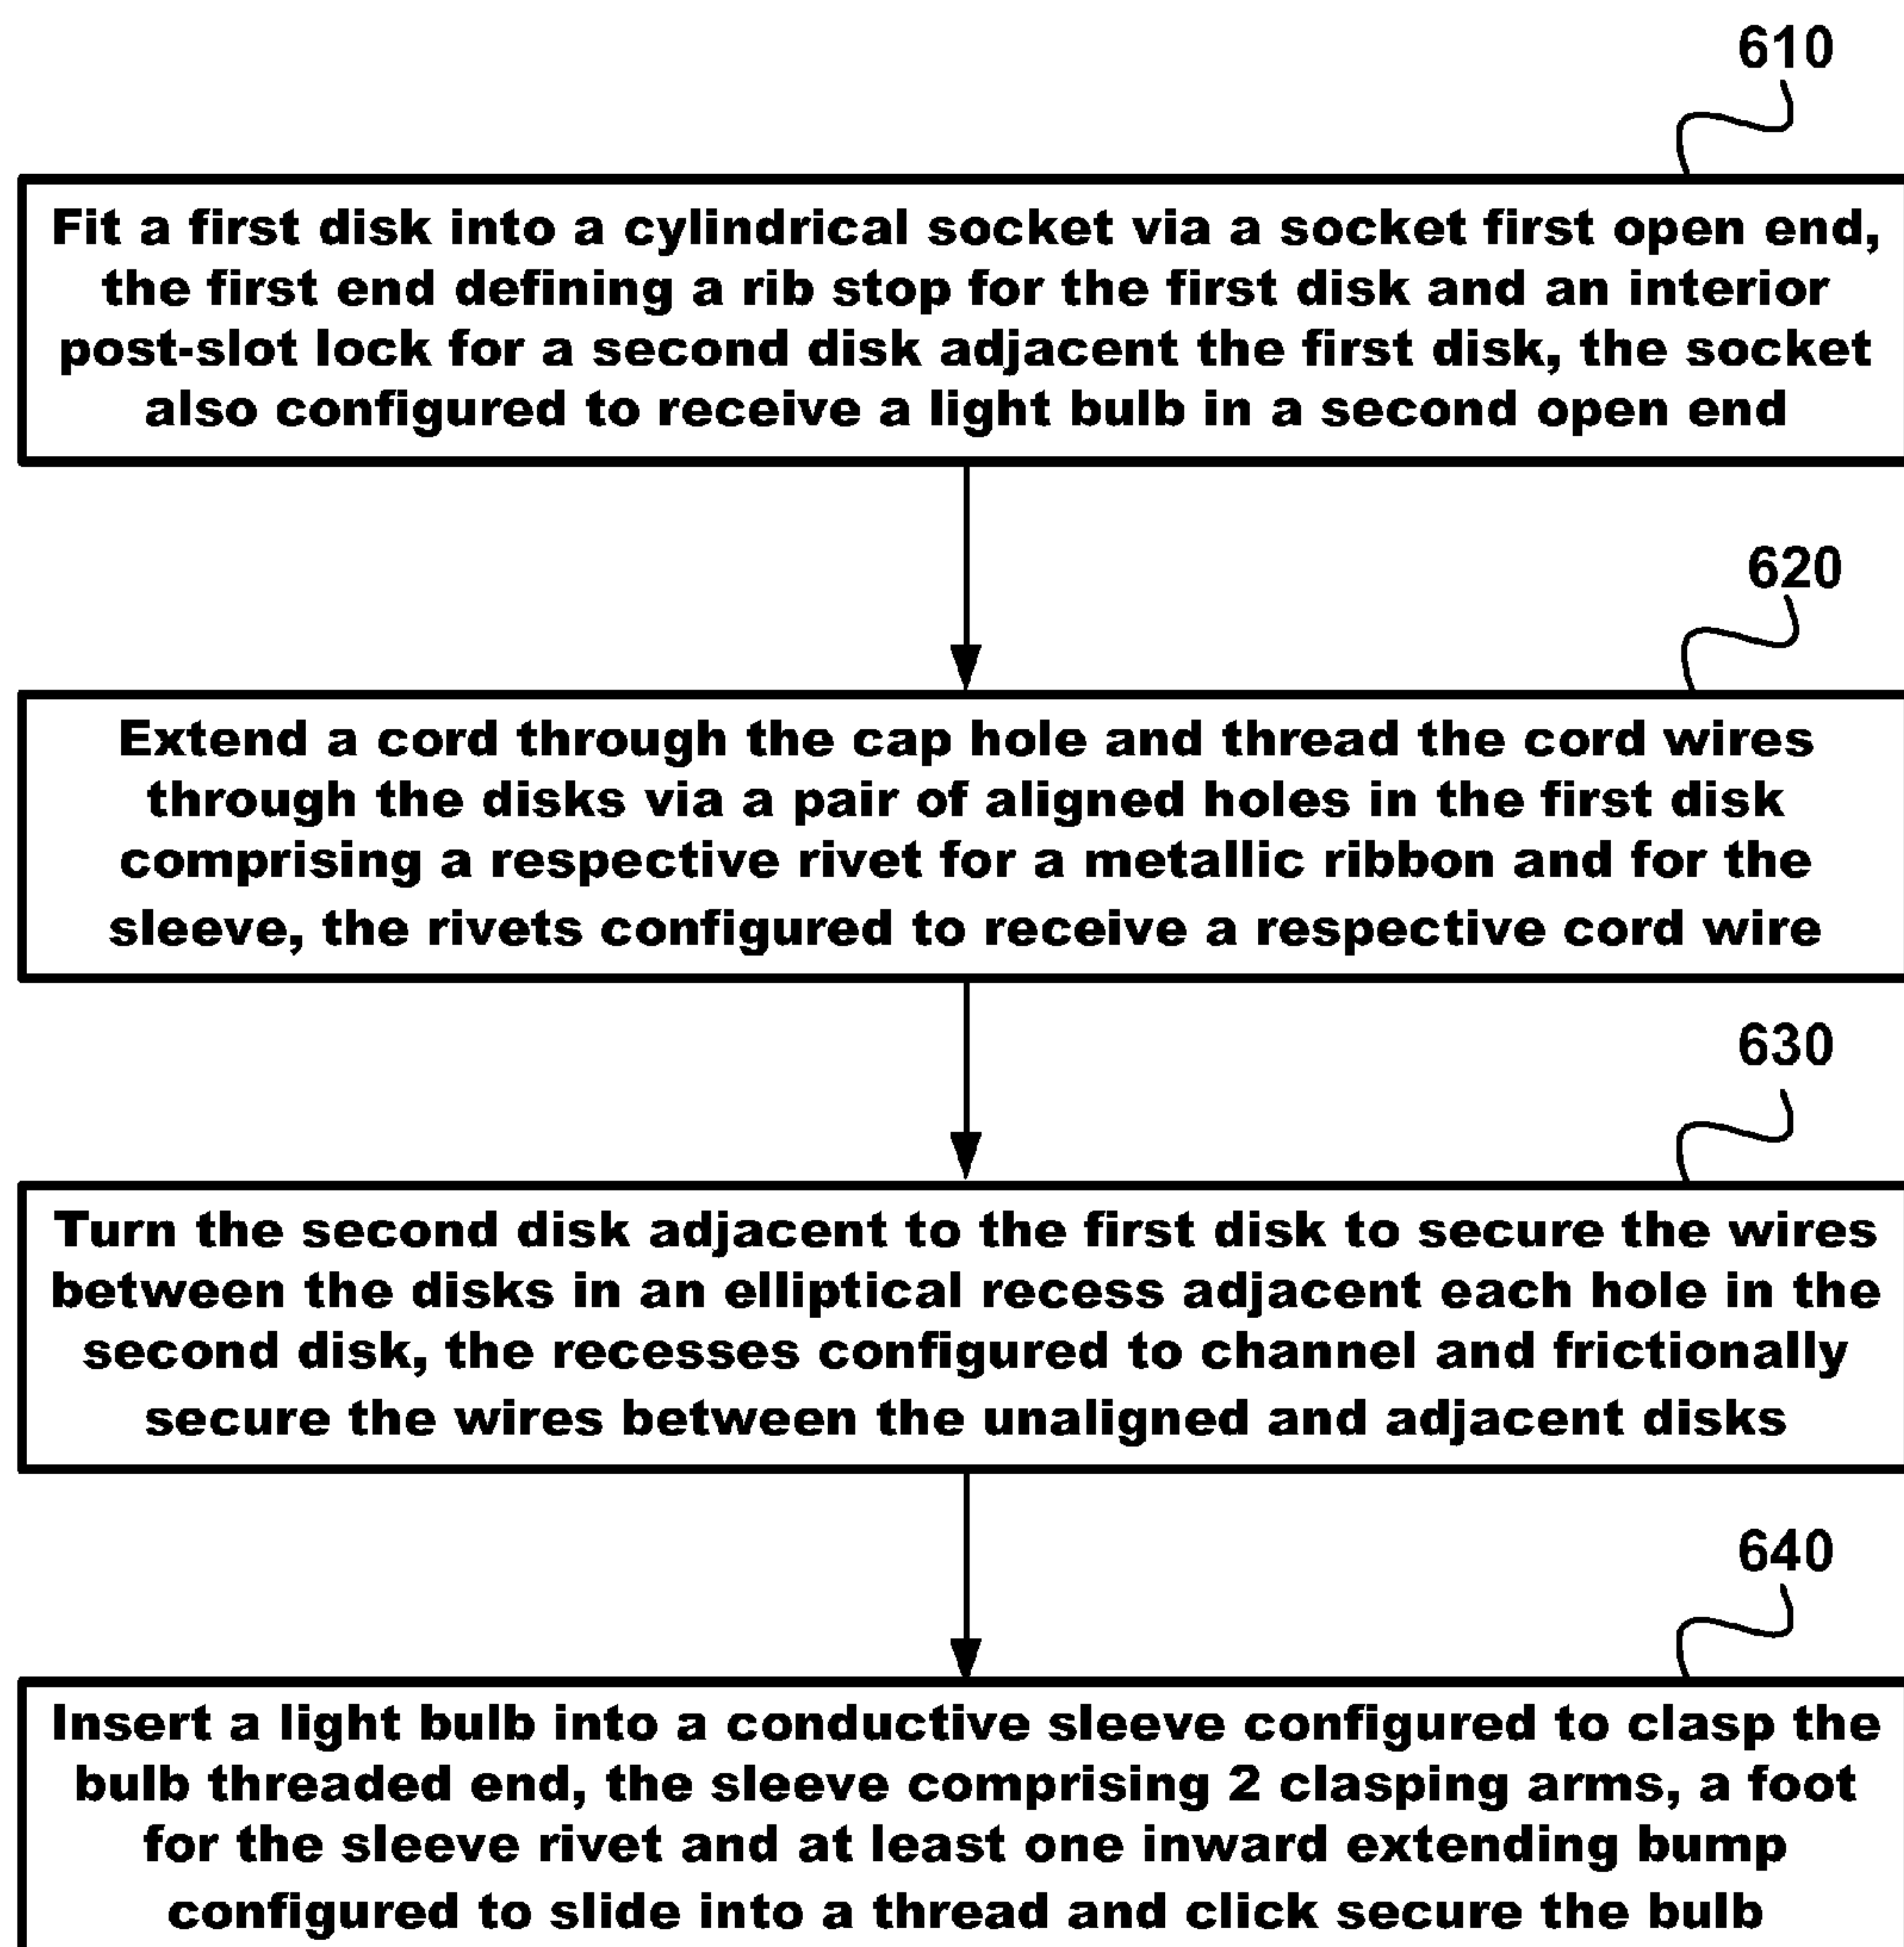 610
Fit a first disk into a cylindrical socket via a socket first open end,
the first end defining a rib stop for the first disk and an interior
post-slot lock for a second disk adjacent the first disk, the socket
also configured to receive a light bulb in a second open end
620
Extend a cord through the cap hole and thread the cord wires
through the disks via a pair of aligned holes in the first disk
comprising a respective rivet for a metallic ribbon and for the
sleeve, the rivets configured to receive a respective cord wire
630
Turn the second disk adjacent to the first disk to secure the wires
between the disks in an elliptical recess adjacent each hole in the
second disk, the recesses configured to channel and frictionally
secure the wires between the unaligned and adjacent disks
640
Insert a light bulb into a conductive sleeve configured to clasp the
bulb threaded end, the sleeve comprising 2 clasping arms, a foot
for the sleeve rivet and at least one inward extending bump
configured to slide into a thread and click secure the bulb